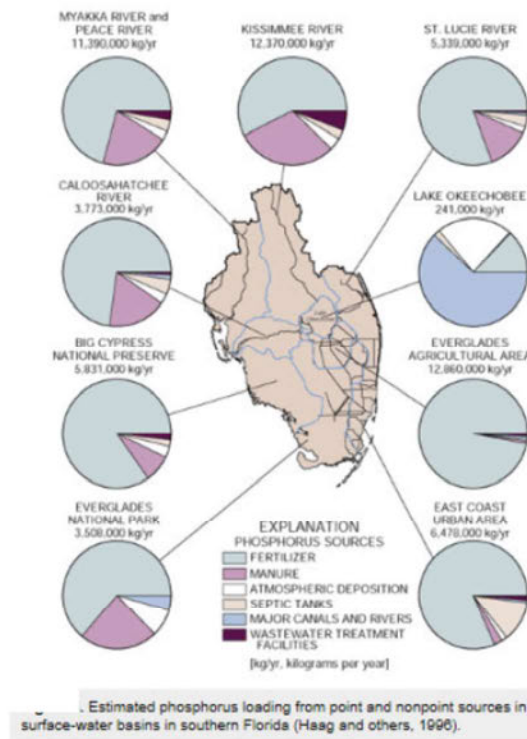 MYAKKA RIVER and
PEACE RIVER
11,390,000 kg/yr
KISSIMMEE RIVER
12,370,000 kg/yr
ST. LUCIE RIVER
5,339,000 kg/yr
CALOOSAHATCHEE
RIVER
3,773,000 kg/yr
LAKE OKEECHOBEE
241,000 kg/yr
BIG CYPRESS
NATIONAL PRESERVE
5,831,000 kg/yr
EVERGLADES
AGRICULTURAL AREA
12,860,000 kg/yr
EVERGLADES
NATIONAL PARK
3,508,000 kg/yr
EAST COAST
URBAN AREA
6,478,000 kg/yr
EXPLANATION
PHOSPHORUS SOURCES
FERTILIZER
MANURE
ATMOSPHERIC DEPOSITION
SEPTIC TANKS
MAJOR CANALS AND RIVERS
WASTEWATER TREATMENT
FACILITIES
[kg/yr, kilograms per year]
. Estimated phosphorus loading from point and nonpoint sources in
surface-water basins in southern Florida (Haag and others, 1996).